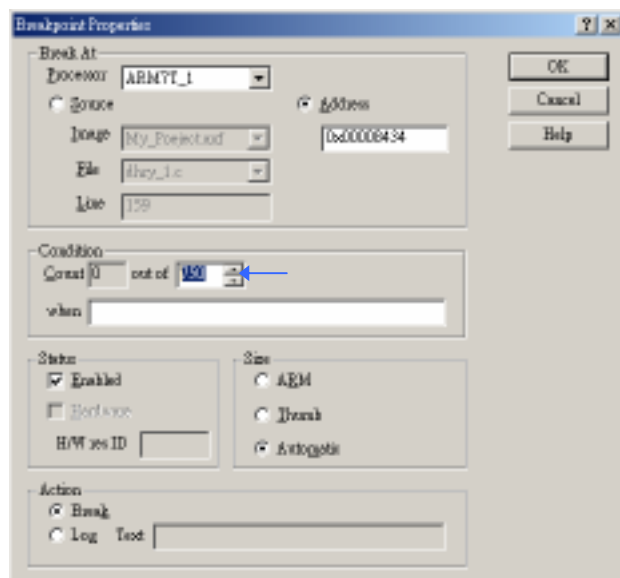 Breakpoint Properties
Break At
Processor ARM7T_1
Source
Address
Image My_Porject.axf
0x00008434
File dhry_1.c
Line 159
OK
Cancel
Help
Condition
Count 0 out of
when
Status
Enabled
Hardware
H/W res ID
Size
ARM
Thumb
Automatic
Action
Break
Log Text